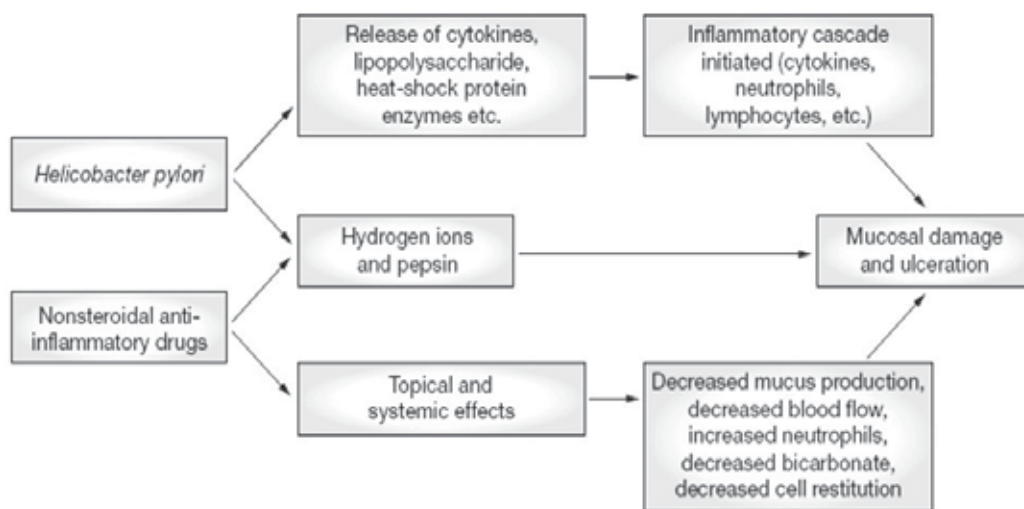 Release of cytokines,
lipopolysaccharide,
heat-shock protein
enzymes etc.
Inflammatory cascade
initiated (cytokines,
neutrophils,
lymphocytes, etc.)
Helicobacter pylori
Hydrogen ions
and pepsin
Mucosal damage
and ulceration
Nonsteroidal anti-
inflammatory drugs
Topical and
systemic effects
Decreased mucus production,
decreased blood flow,
increased neutrophils,
decreased bicarbonate,
decreased cell restitution